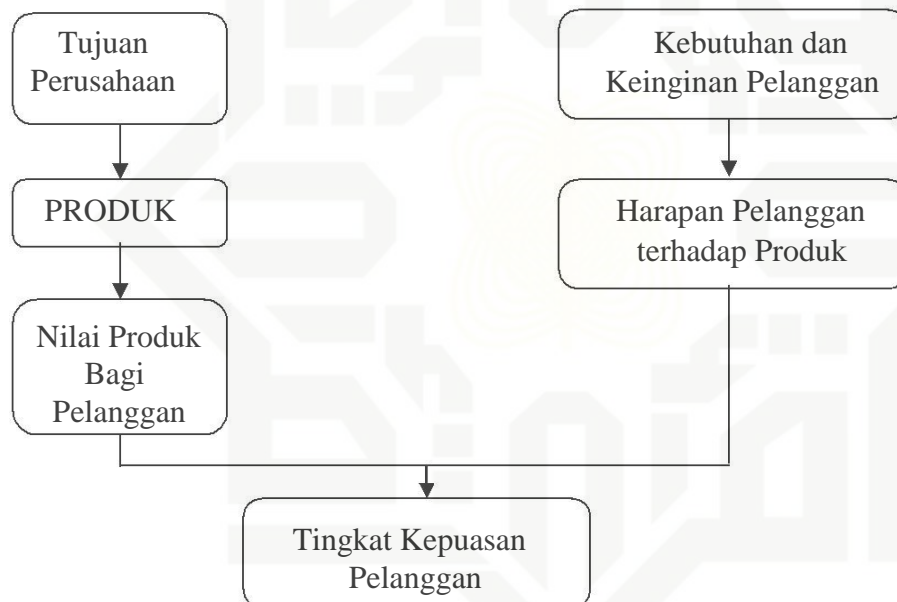 Tujuan
Perusahaan
Kebutuhan dan
Keinginan Pelanggan
PRODUK
Harapan Pelanggan
terhadap Produk
Nilai Produk
Bagi
Pelanggan
Tingkat Kepuasan
Pelanggan